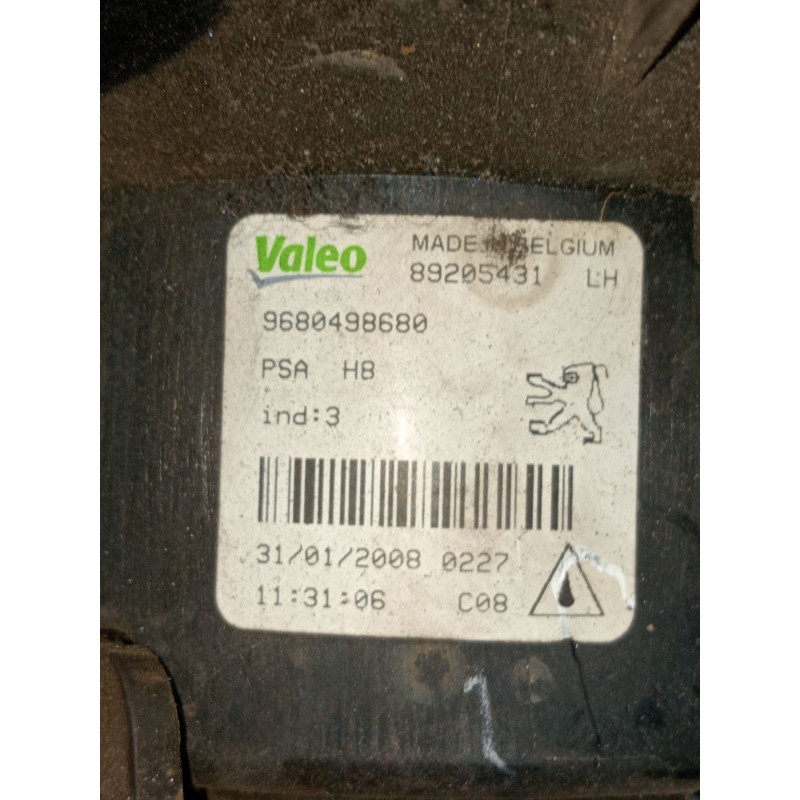 Valeo
MADE IN BELGIUM
89205431 LH
9680498680
PSA H8
ind:3
31/01/2008 0227
11:31:06 C08
1